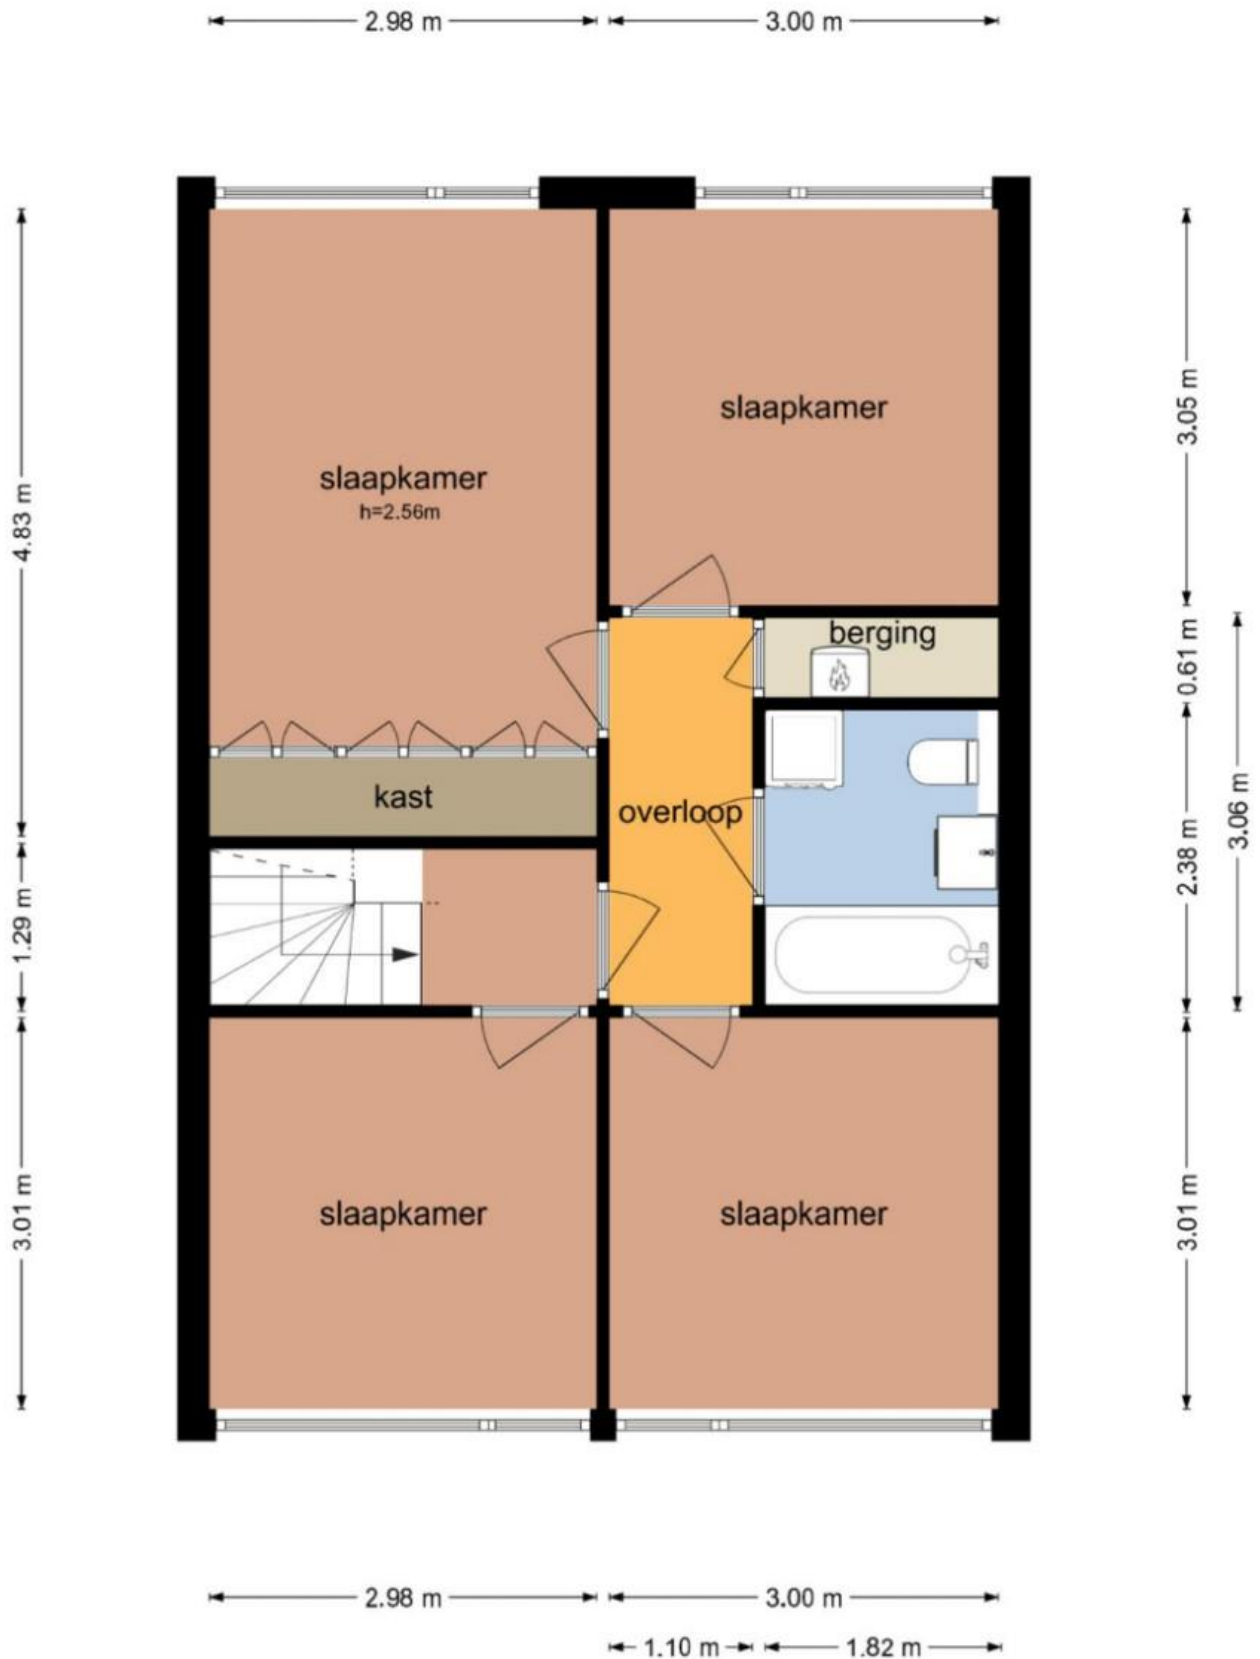 2.98 m
3.00 m
4.83 m
3.05 m
slaapkamer
slaapkamer
h=2.56m
berging
0.61 m
kast
overloop
2.38 m
3.06 m
1.29 m
slaapkamer
slaapkamer
3.01 m
3.01 m
2.98 m
3.00 m
1.10 m
1.82 m